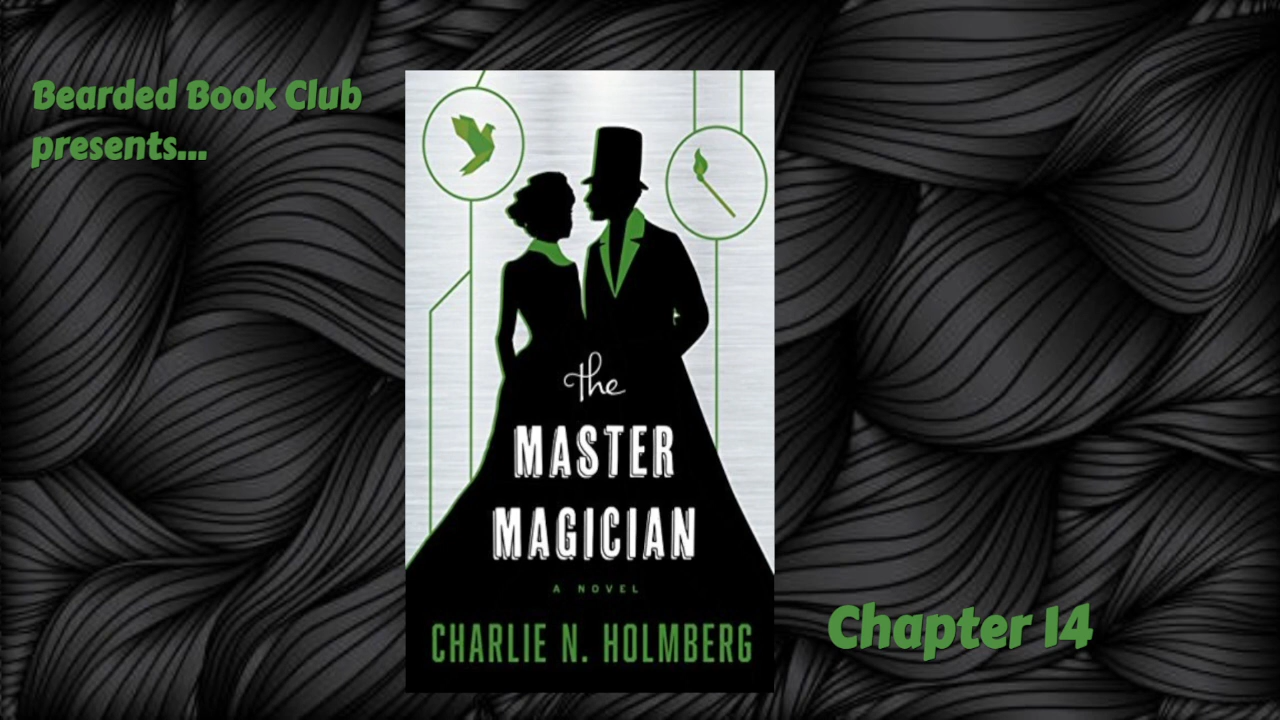 Bearded Book Club
presents...
the
MASTER
MAGICIAN
A NOVEL
CHARLIE N. HOLMBERG
Chapter 14